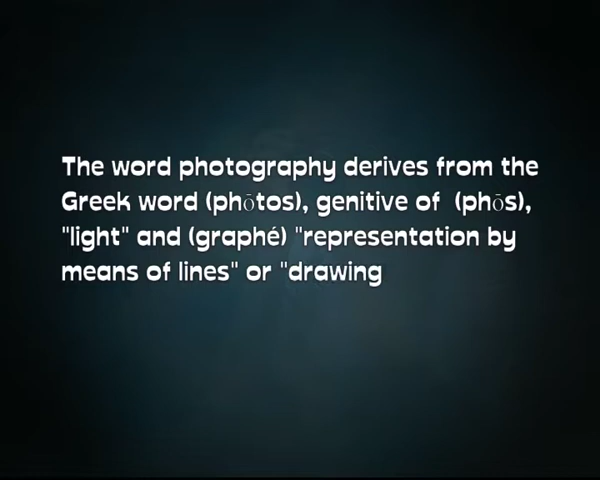 The word photography derives from the
Greek word (phōtos), genitive of  (phōs),
"light" and (graphé) "representation by
means of lines" or "drawing